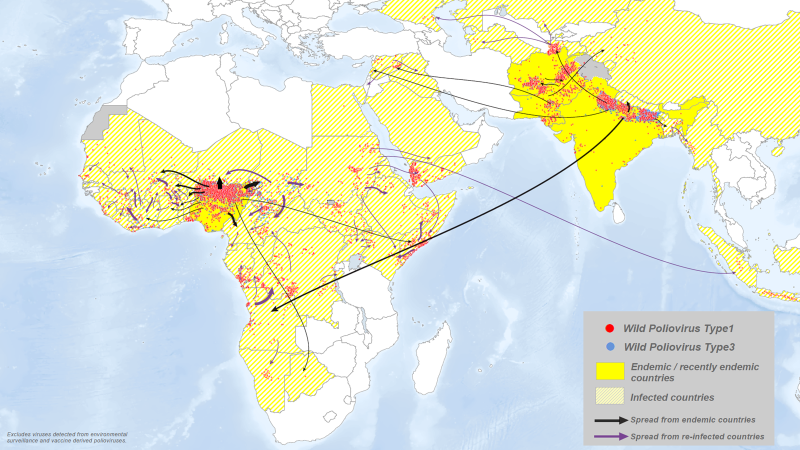 Wild Poliovirus Type1
Wild Poliovirus Type3
Endemic / recently endemic
countries
Infected countries
Spread from endemic countries
Spread from re-infected countries
Excludes viruses detected from environmental
surveillance and vaccine derived polioviruses.